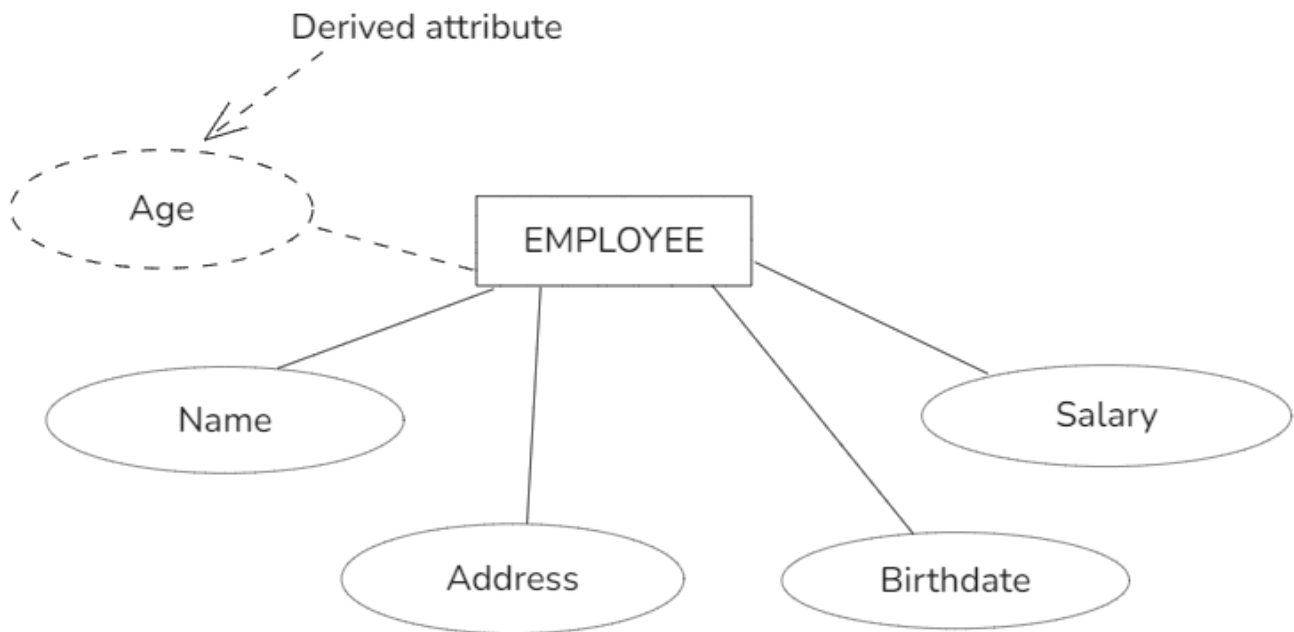 Derived attribute
Age
EMPLOYEE
Name
Salary
Address
Birthdate